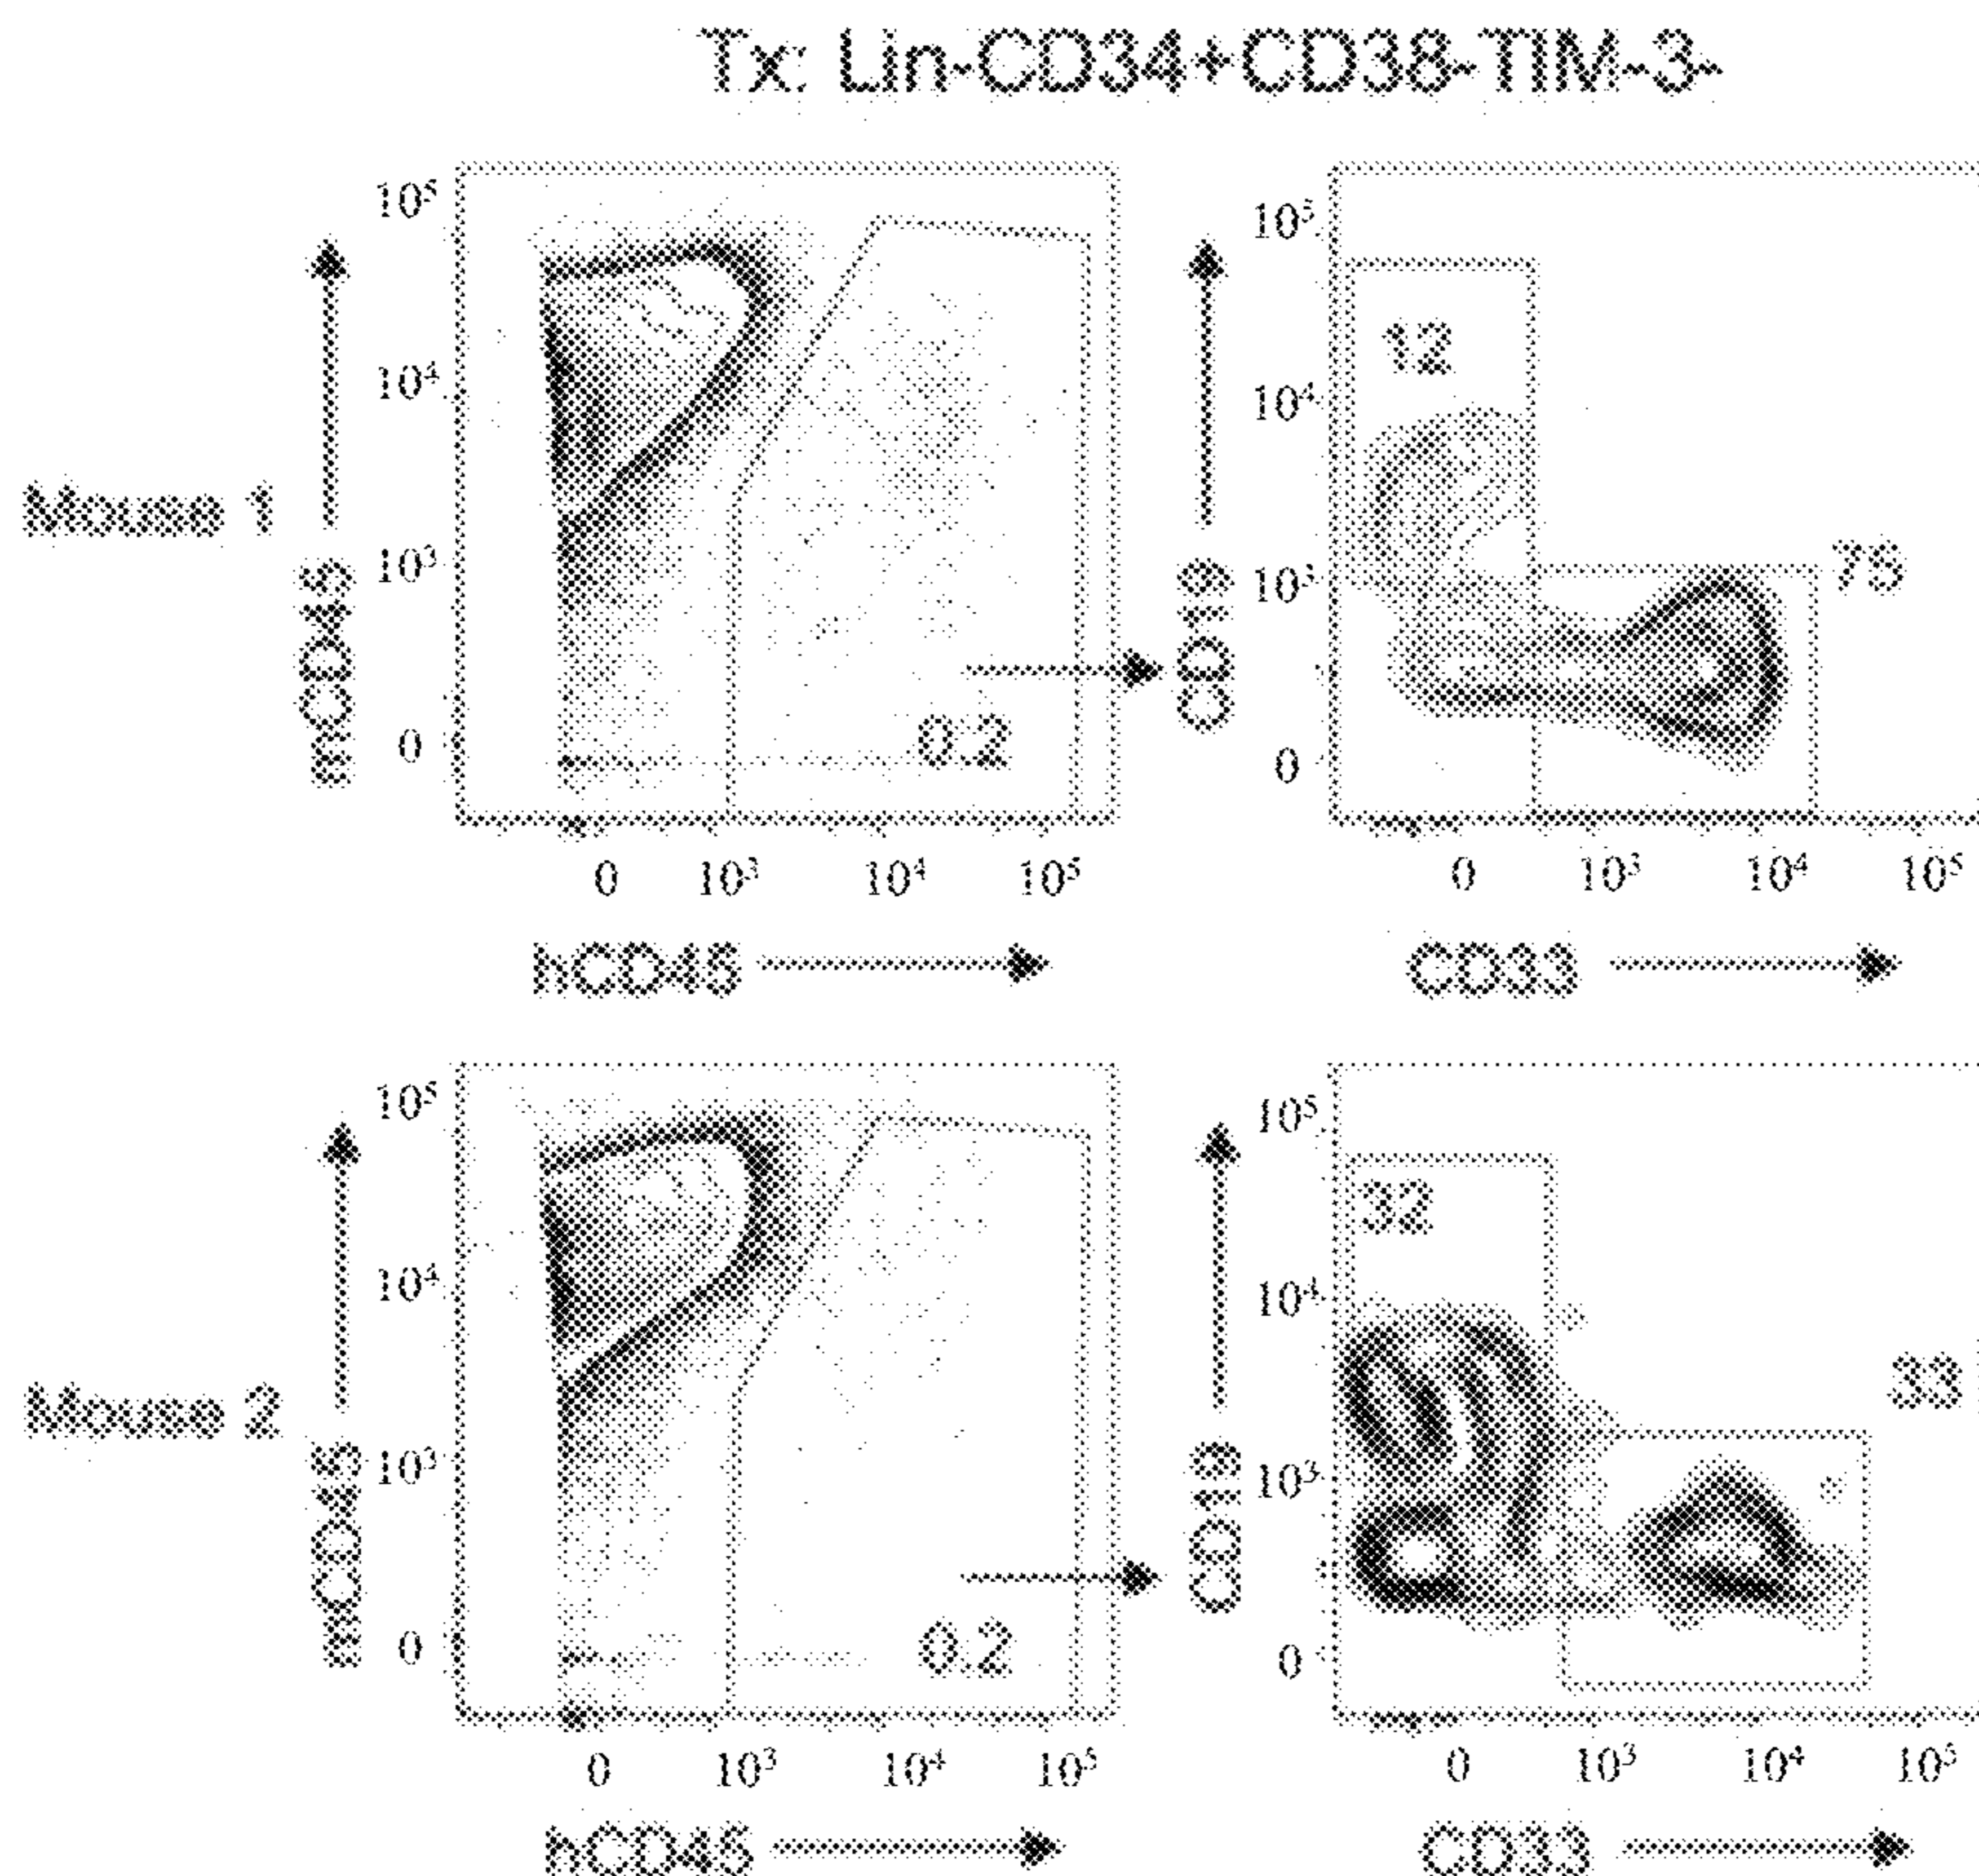 Tx: Lin-CD34+CD38-TIM-3-
Mouse 1
mCD45
10⁵
10⁴
10³
0
0.2
0 10³ 10⁴ 10⁵
hCD45
CD19
10⁵
10⁴
10³
0
12
75
0 10³ 10⁴ 10⁵
CD33
Mouse 2
mCD45
10⁵
10⁴
10³
0
0.2
0 10³ 10⁴ 10⁵
hCD45
CD19
10⁵
10⁴
10³
0
32
33
0 10³ 10⁴ 10⁵
CD33